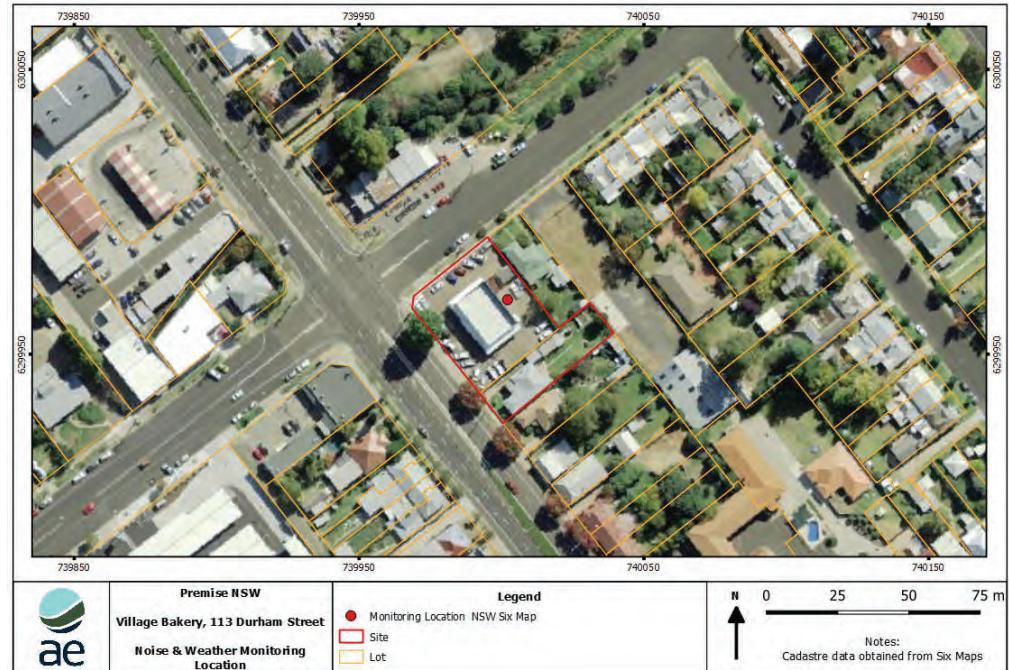 739850
739950
740050
740150
6300050
6300050
6299950
6299950
739850
739950
740050
740150
ae
Premise NSW
Village Bakery, 113 Durham Street
Noise & Weather Monitoring
Location
Legend
Monitoring Location NSW Six Map
Site
Lot
N
0 25 50 75 m
Notes:
Cadastre data obtained from Six Maps